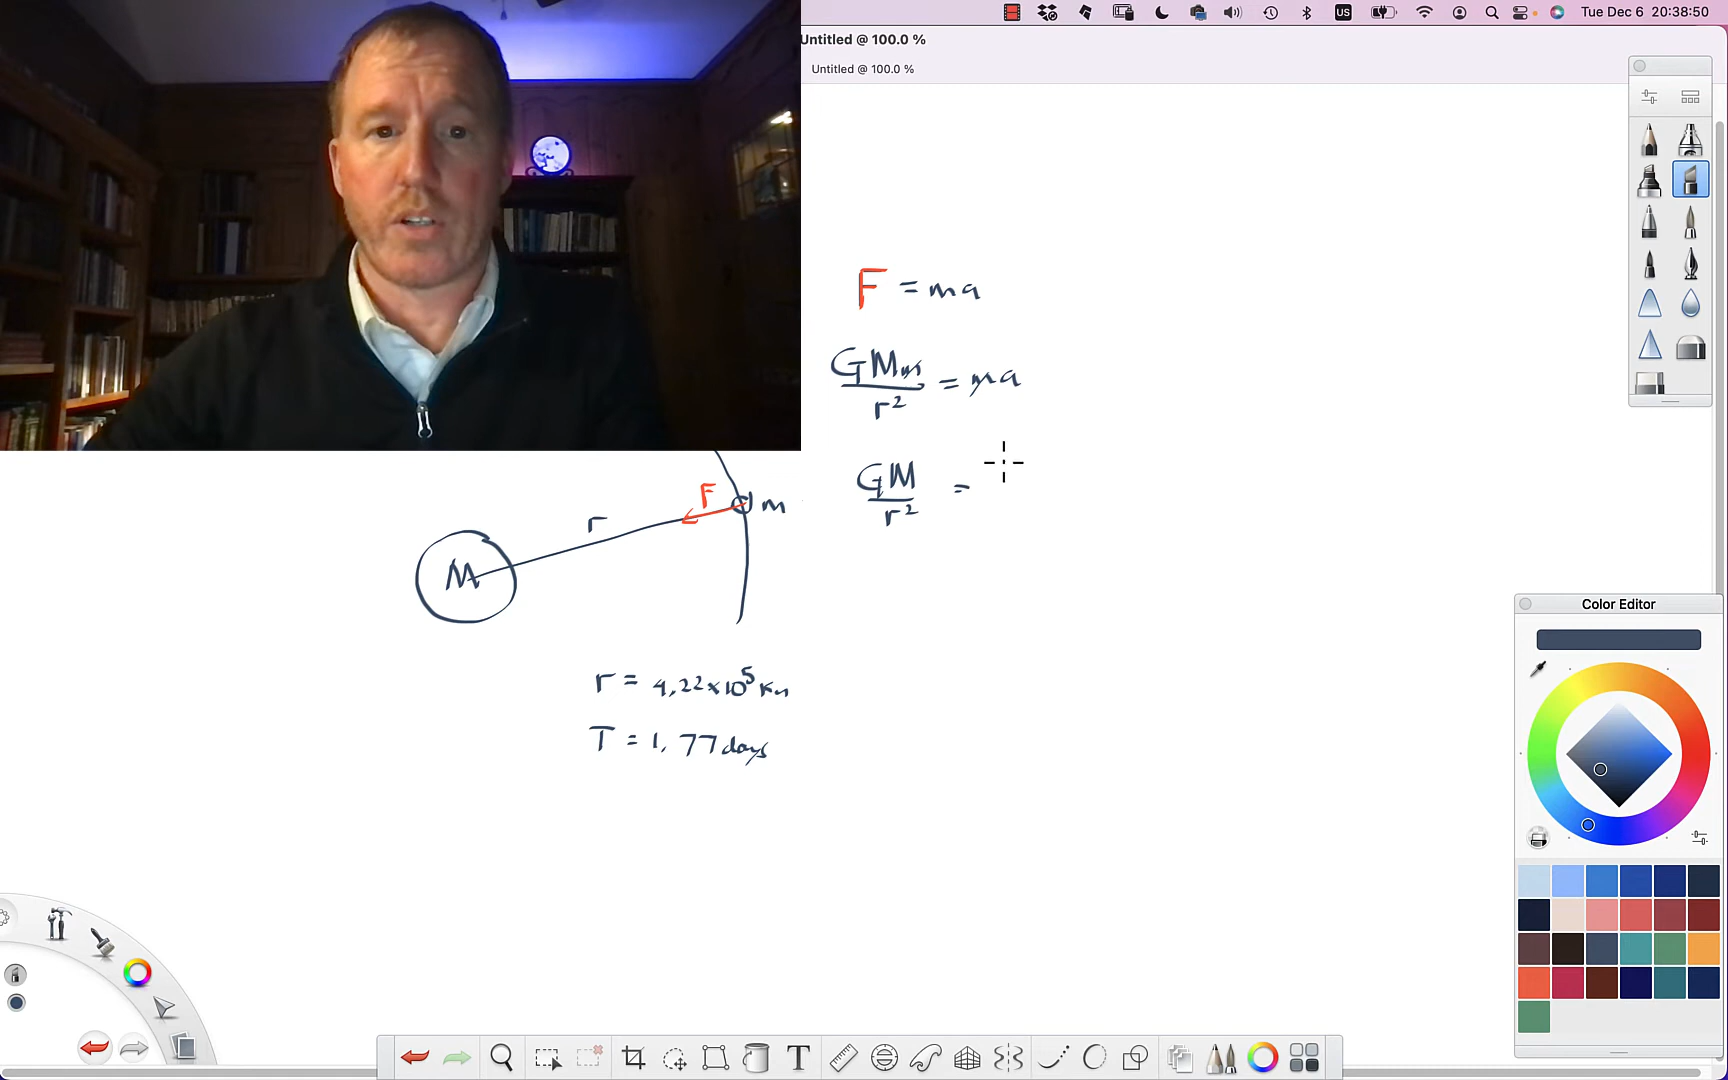 US
Tue Dec 6 20:38:50
Untitled @ 100.0 %
Untitled @ 100.0 %
F = ma
GMm = ma
r²
GM =
r²
F
m
r
M
r = 4,22×10⁵ Km
T = 1,77 days
Color Editor
T